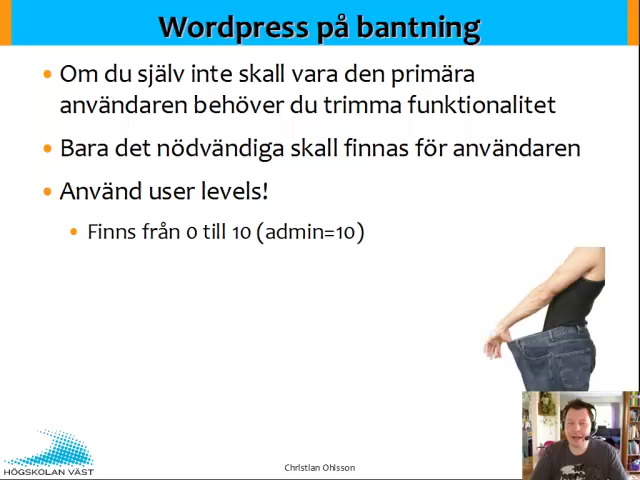 Wordpress på bantning
Om du själv inte skall vara den primära
användaren behöver du trimma funktionalitet
Bara det nödvändiga skall finnas för användaren
Använd user levels!
Finns från 0 till 10 (admin=10)
HÖGSKOLAN VÄST
Christian Ohlsson